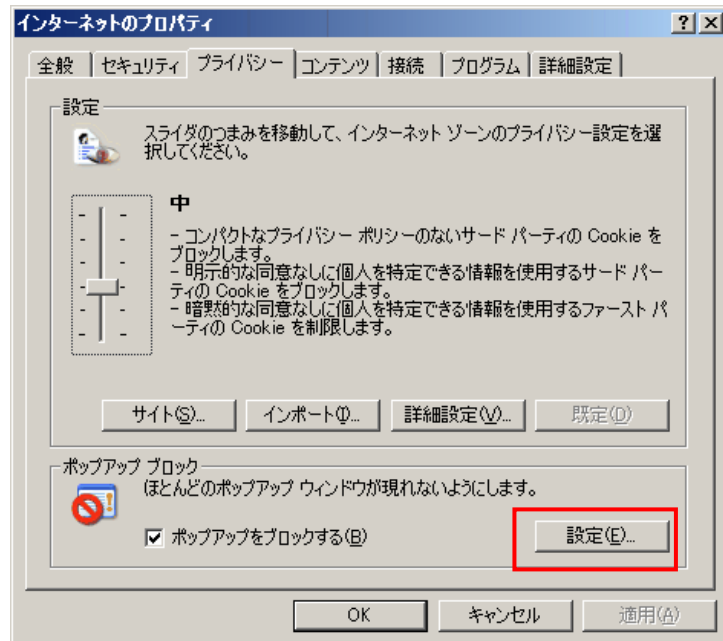 インターネットのプロパティ
全般 セキュリティ プライバシー コンテンツ 接続 プログラム 詳細設定
設定
スライダのつまみを移動して、インターネット ゾーンのプライバシー設定を選
択してください。
中
- コンパクトなプライバシー ポリシーのないサード パーティの Cookie を
ブロックします。
- 明示的な同意なしに個人を特定できる情報を使用するサード パー
ティの Cookie をブロックします。
- 暗黙的な同意なしに個人を特定できる情報を使用するファースト パ
ーティの Cookie を制限します。
サイト(S)... インポート(I)... 詳細設定(V)... 既定(D)
ポップアップ ブロック
ほとんどのポップアップ ウィンドウが現れないようにします。
ポップアップをブロックする(B) 設定(E)...
OK キャンセル 適用(A)